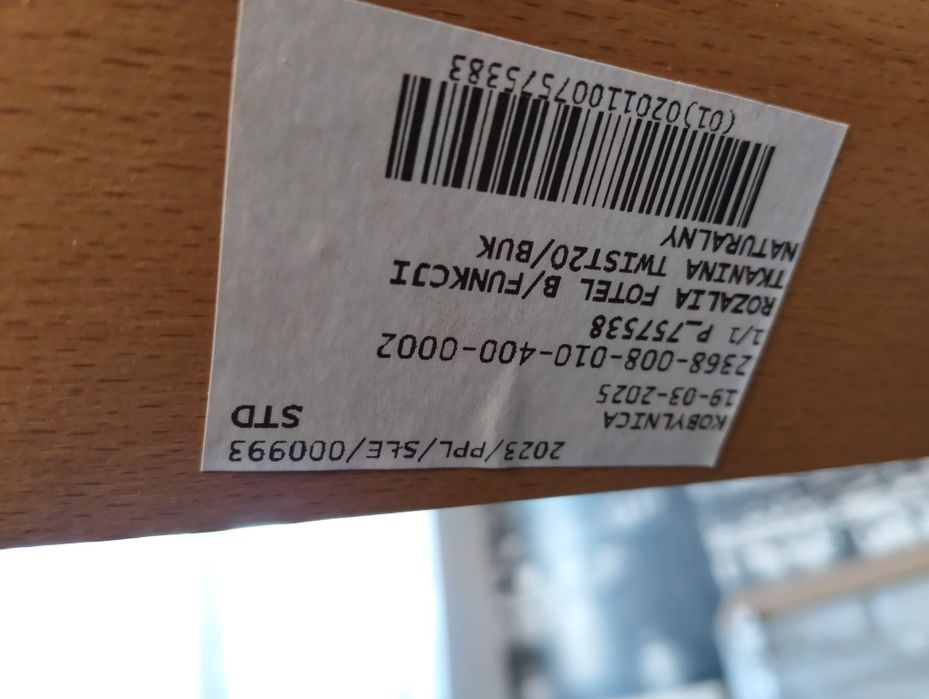 2023/PPL/SŁE/000993
KOBYLNICA STD
19-03-2025
2368-008-010-400-0002
1/1 P_757538
ROZALIA FOTEL B/FUNKCJI
TKANINA TWIST20/BUK
NATURALNY
(01)02011007575383